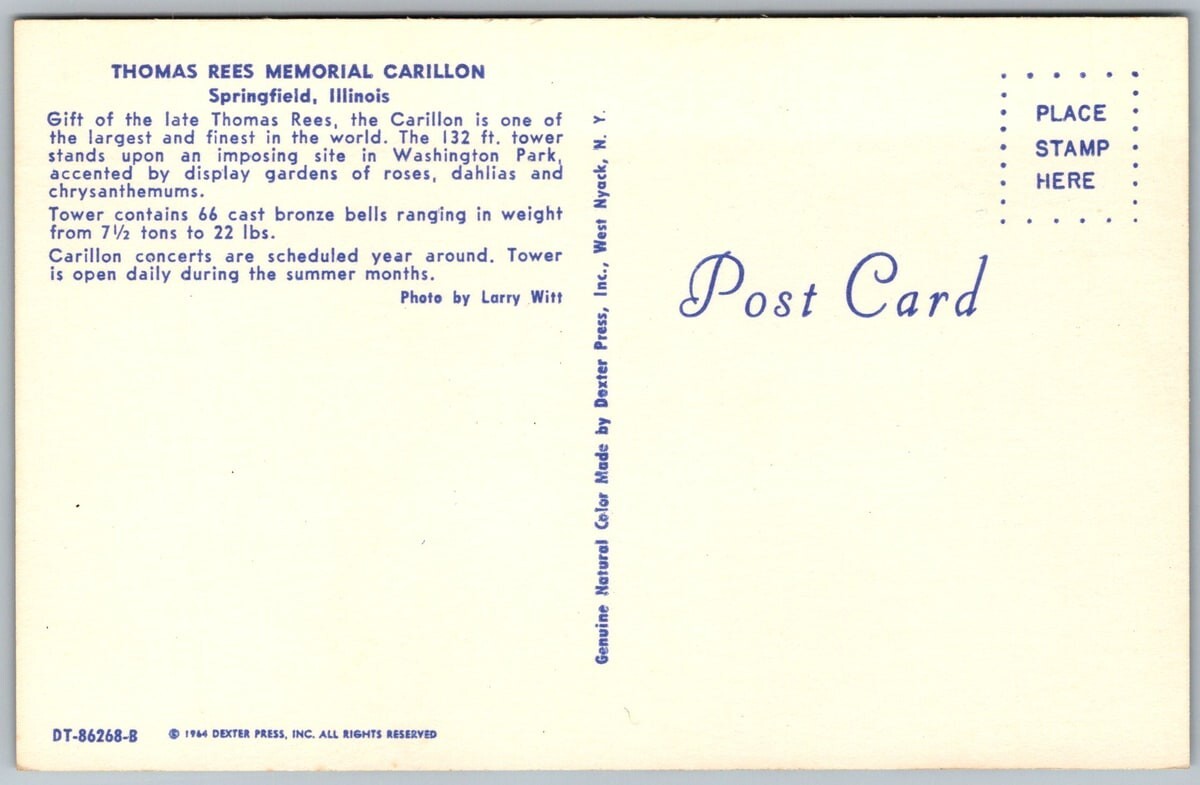 THOMAS REES MEMORIAL CARILLON
Springfield, Illinois
Gift of the late Thomas Rees, the Carillon is one of
the largest and finest in the world. The 132 ft. tower
stands upon an imposing site in Washington Park,
accented by display gardens of roses, dahlias and
chrysanthemums.
Tower contains 66 cast bronze bells ranging in weight
from 7½ tons to 22 lbs.
Carillon concerts are scheduled year around. Tower
is open daily during the summer months.
Photo by Larry Witt
DT-86268-B © 1964 DEXTER PRESS, INC. ALL RIGHTS RESERVED
Genuine Natural Color Made by Dexter Press, Inc., West Nyack, N. Y.
PLACE
STAMP
HERE
Post Card